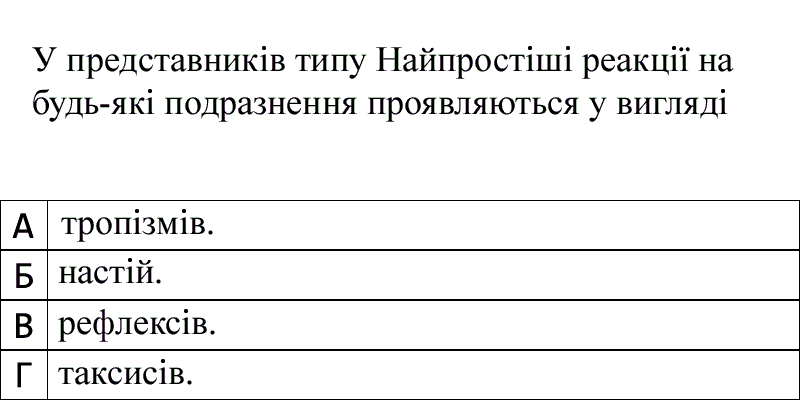 У представників типу Найпростіші реакції на
будь-які подразнення проявляються у вигляді
А тропізмів.
Б настій.
В рефлексів.
Г таксисів.